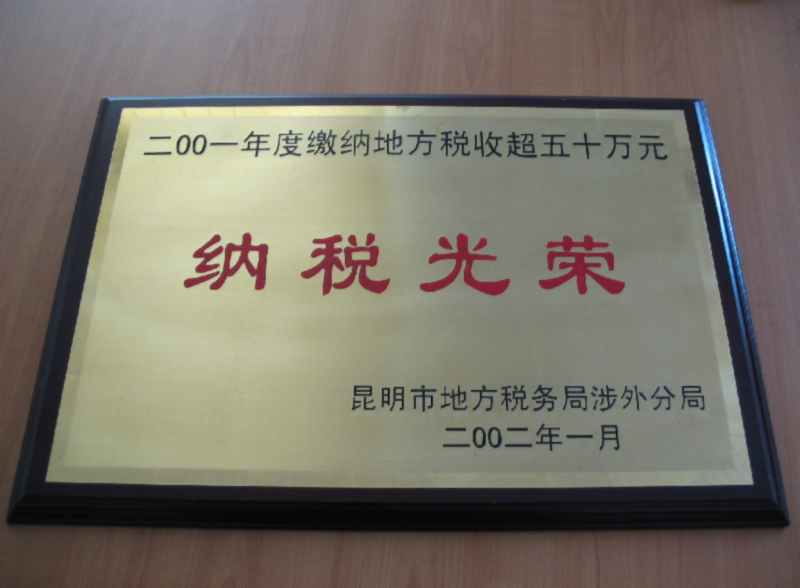 二00一年度缴纳地方税收超五十万元
纳税光荣
昆明市地方税务局涉外分局
二00二年一月